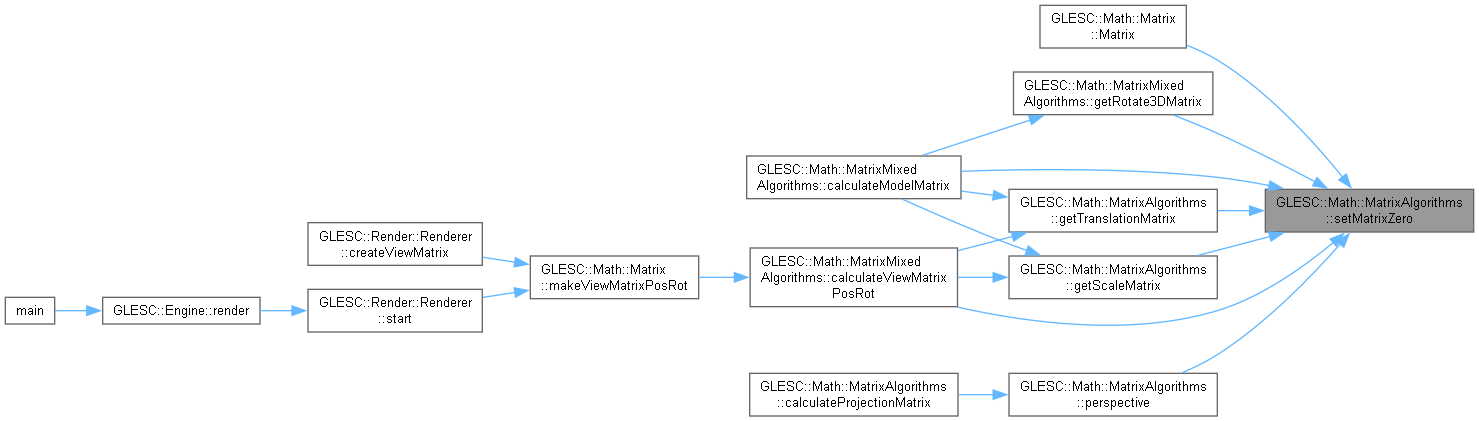 GLESC::Math::Matrix
::Matrix
GLESC::Math::MatrixMixed
Algorithms::getRotate3DMatrix
GLESC::Math::MatrixMixed
Algorithms::calculateModelMatrix
GLESC::Math::MatrixAlgorithms
::getTranslationMatrix
GLESC::Math::MatrixAlgorithms
::setMatrixZero
GLESC::Render::Renderer
::createViewMatrix
GLESC::Math::Matrix
::makeViewMatrixPosRot
GLESC::Math::MatrixMixed
Algorithms::calculateViewMatrix
PosRot
GLESC::Math::MatrixAlgorithms
::getScaleMatrix
main
GLESC::Engine::render
GLESC::Render::Renderer
::start
GLESC::Math::MatrixAlgorithms
::calculateProjectionMatrix
GLESC::Math::MatrixAlgorithms
::perspective